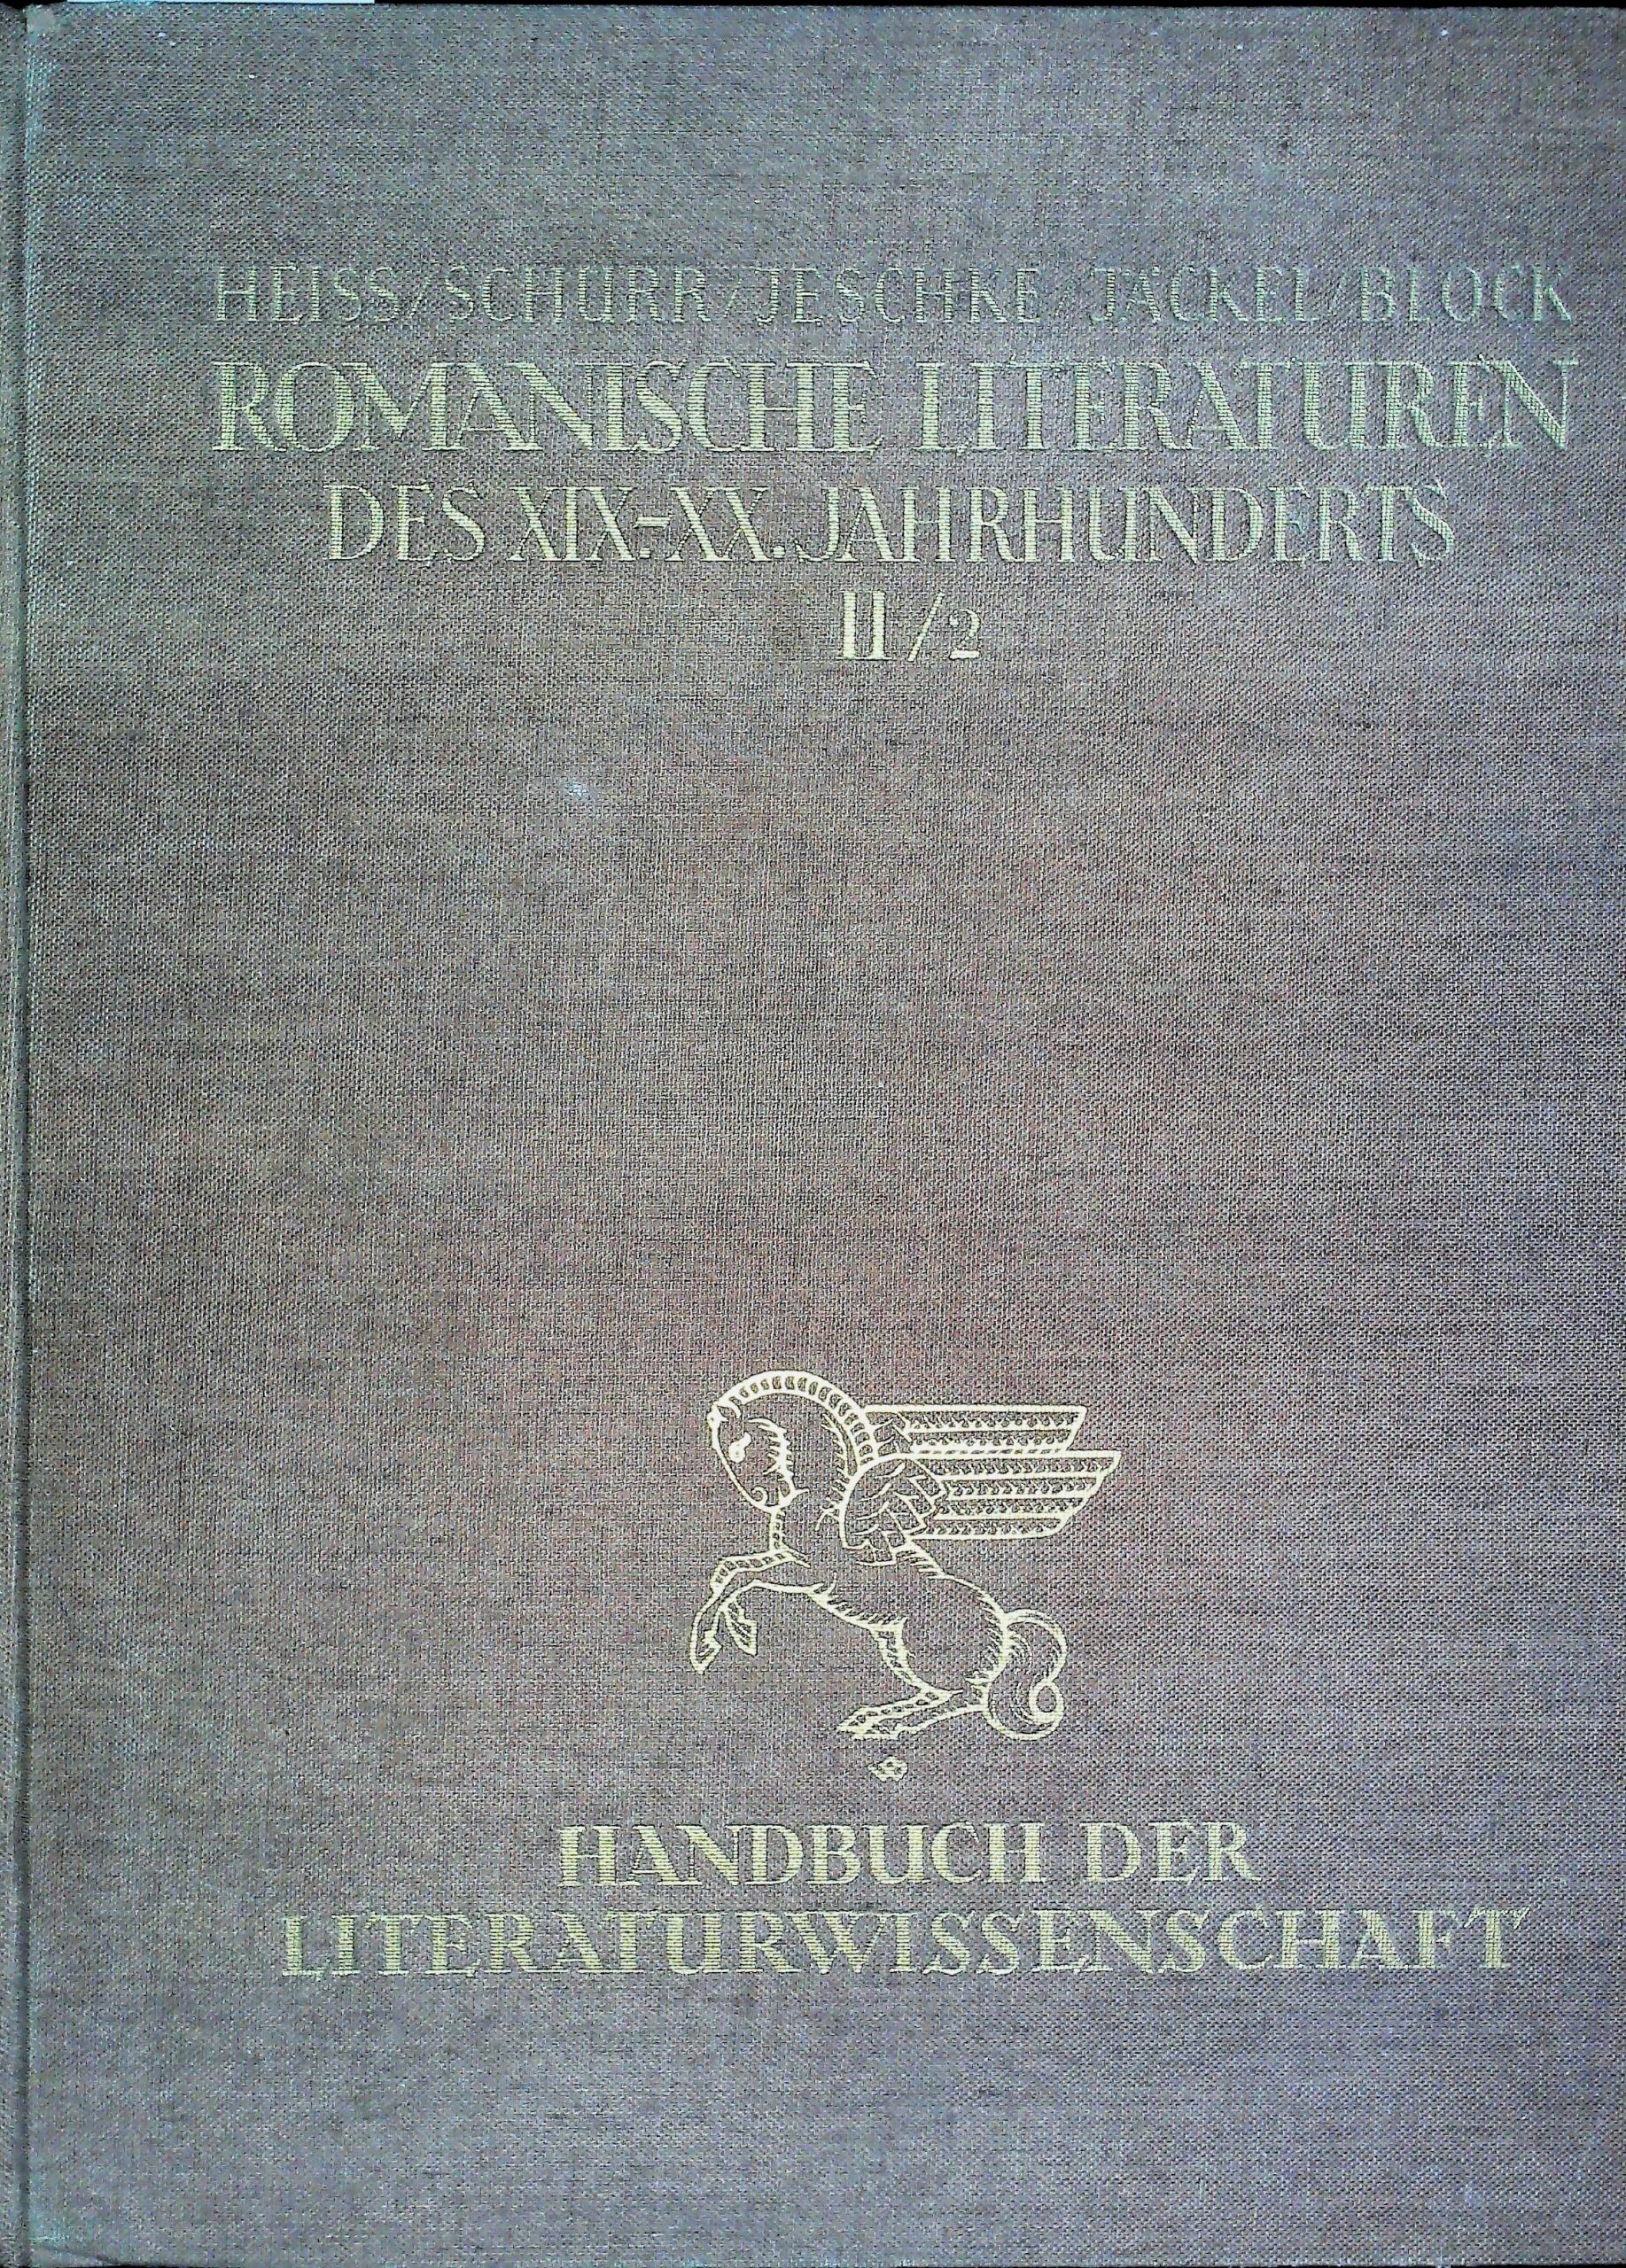 HEISS/SCHÜRR/JESCHKE/JÄCKEL/BLOCK
ROMANISCHE LITERATUREN
DES XIX.-XX. JAHRHUNDERTS
II/2
HANDBUCH DER
LITERATURWISSENSCHAFT